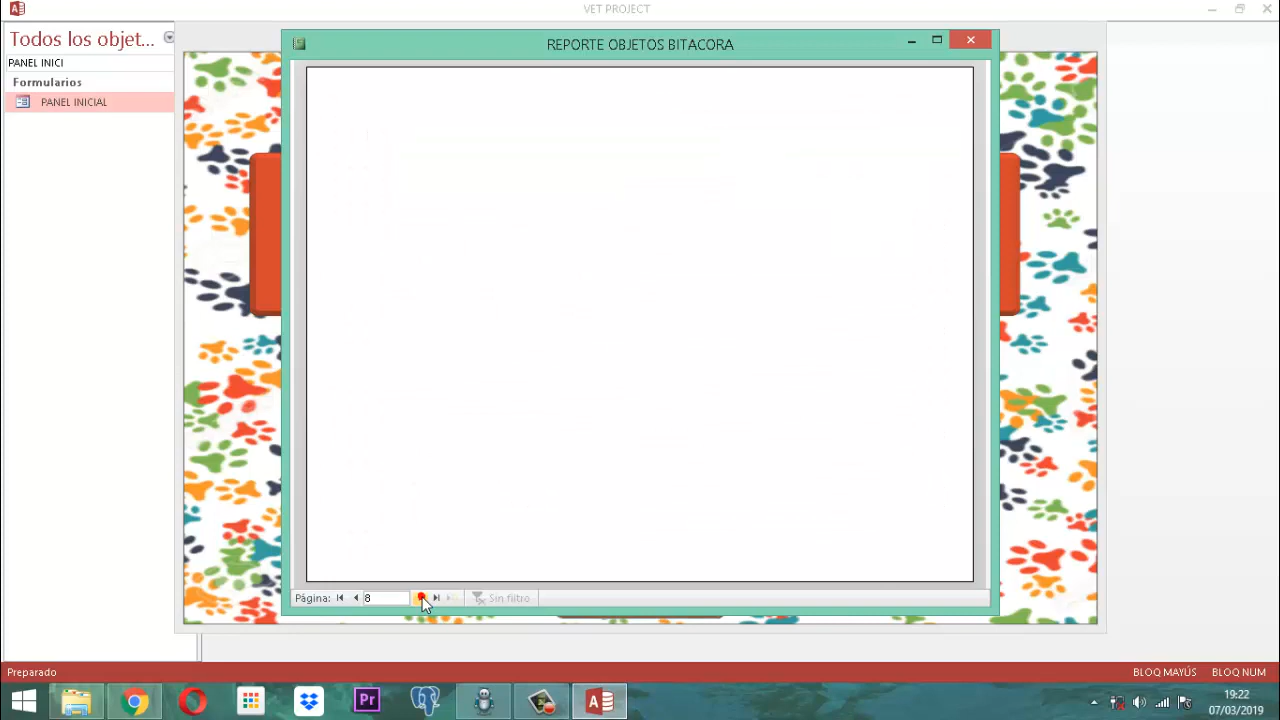 VET PROJECT
Todos los objet...
PANEL INICI
Formularios
PANEL INICIAL
REPORTE OBJETOS BITACORA
Página: 8 Sin filtro
Preparado
BLOQ MAYÚS BLOQ NUM
Pr
19:22
07/03/2019